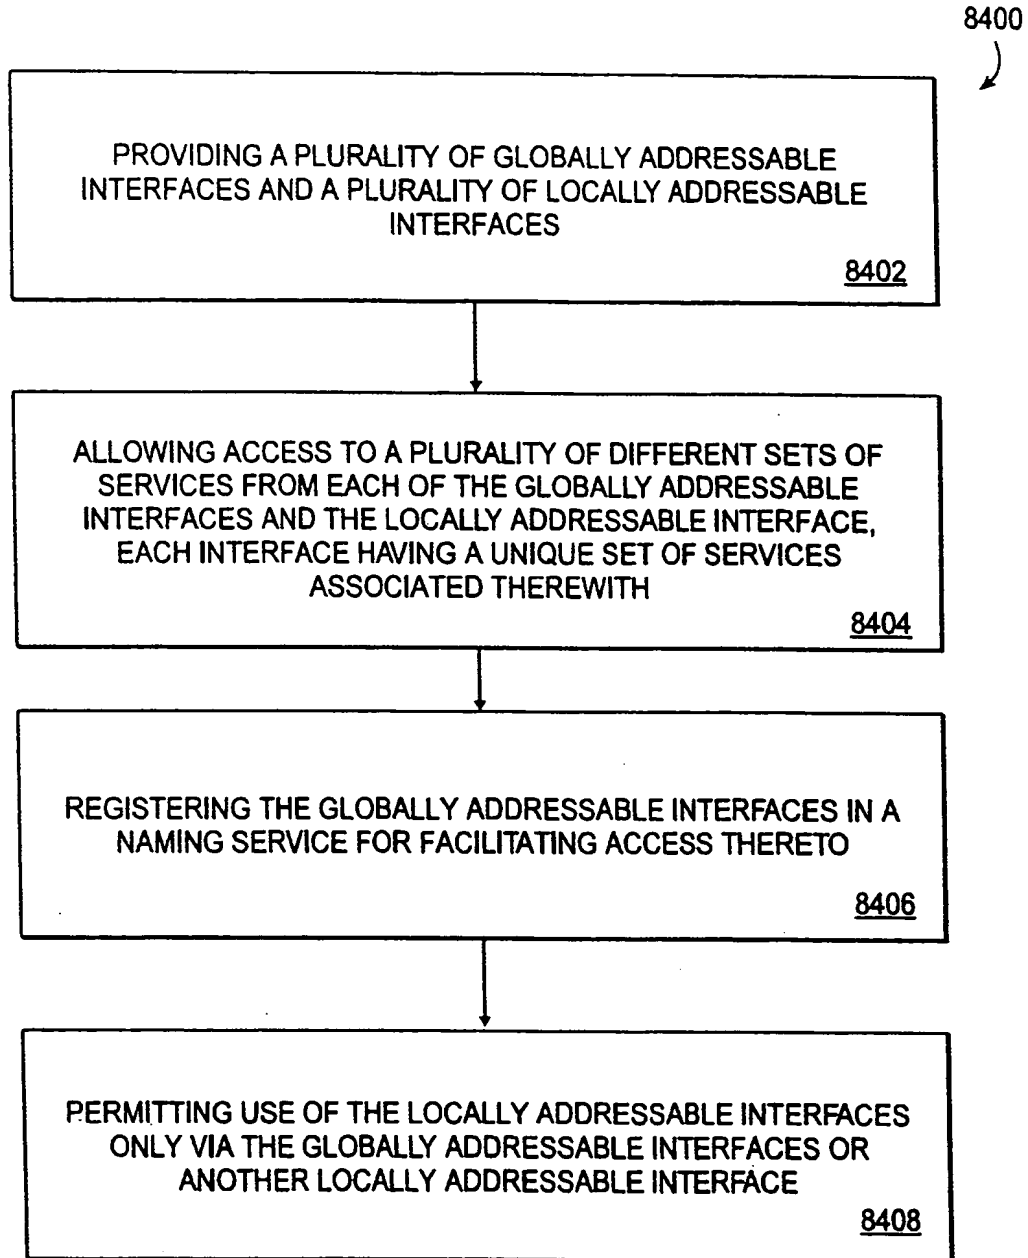 8400
PROVIDING A PLURALITY OF GLOBALLY ADDRESSABLE
INTERFACES AND A PLURALITY OF LOCALLY ADDRESSABLE
INTERFACES
8402
ALLOWING ACCESS TO A PLURALITY OF DIFFERENT SETS OF
SERVICES FROM EACH OF THE GLOBALLY ADDRESSABLE
INTERFACES AND THE LOCALLY ADDRESSABLE INTERFACE,
EACH INTERFACE HAVING A UNIQUE SET OF SERVICES
ASSOCIATED THEREWITH
8404
REGISTERING THE GLOBALLY ADDRESSABLE INTERFACES IN A
NAMING SERVICE FOR FACILITATING ACCESS THERETO
8406
PERMITTING USE OF THE LOCALLY ADDRESSABLE INTERFACES
ONLY VIA THE GLOBALLY ADDRESSABLE INTERFACES OR
ANOTHER LOCALLY ADDRESSABLE INTERFACE
8408